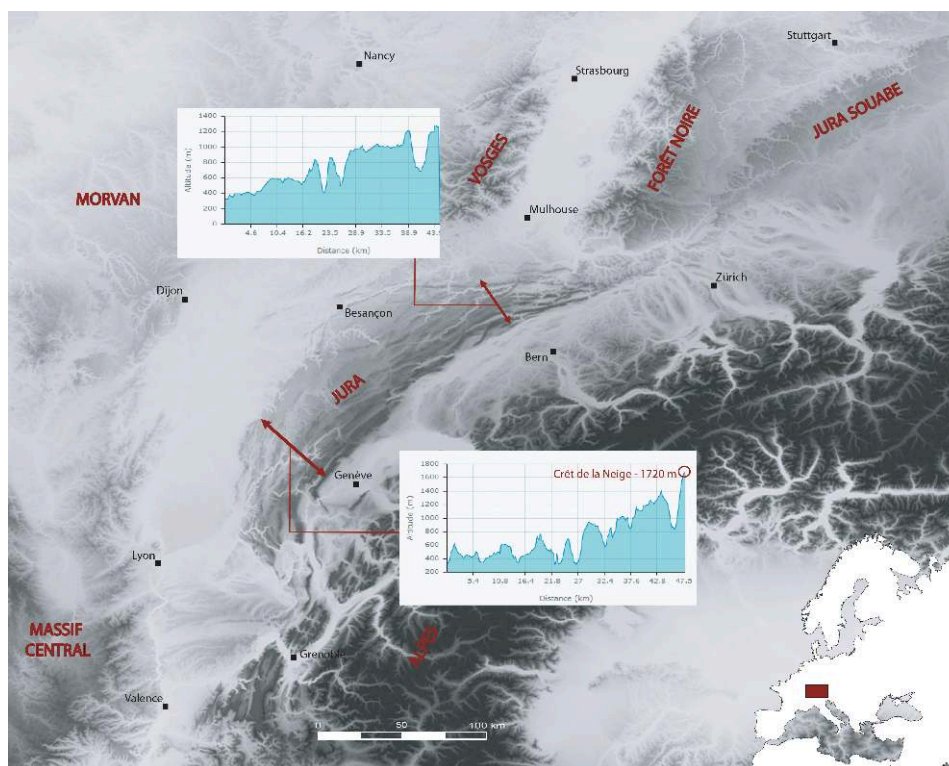 Stuttgart
Nancy
Strasbourg
JURA SOUABE
FORÊT NOIRE
VOSGES
MORVAN
1400
1200
1000
800
600
400
200
0
Altitude (m)
4.6 10.4 16.2 23.5 28.9 33.5 38.9 43.9
Distance (km)
Mulhouse
Zürich
Dijon
Besançon
Bern
JURA
Genève
1800
1600
1400
1200
1000
800
600
400
200
Altitude (m)
Crêt de la Neige - 1720 m
5.4 10.8 16.4 21.8 27 32.4 37.6 42.8 47.8
Distance (km)
Lyon
MASSIF
CENTRAL
ALPES
Grenoble
Valence
0 50 100 km